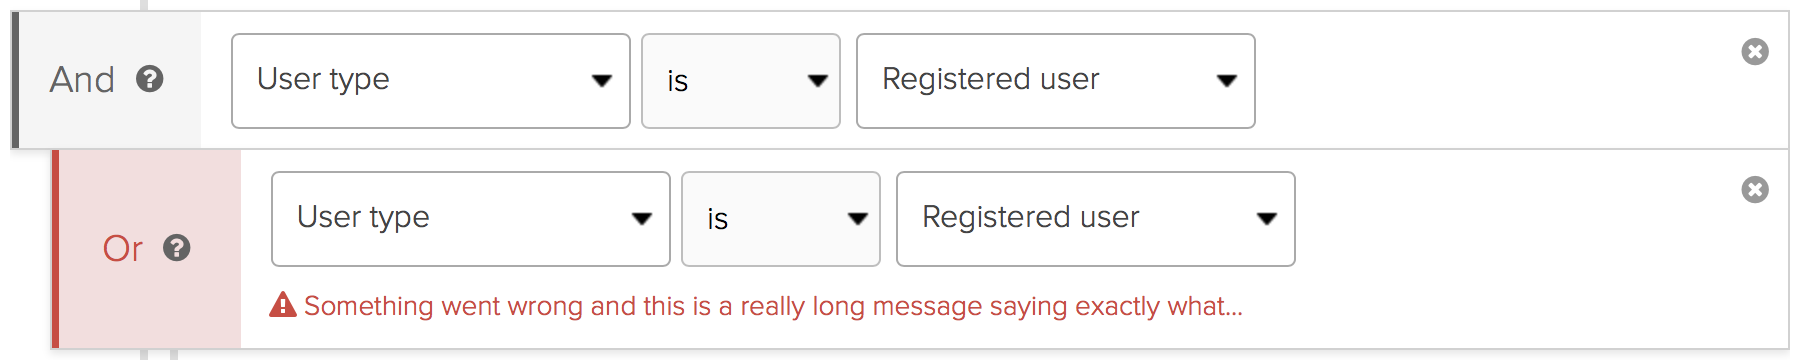 And ? User type is Registered user
Or ? User type is Registered user
Something went wrong and this is a really long message saying exactly what...